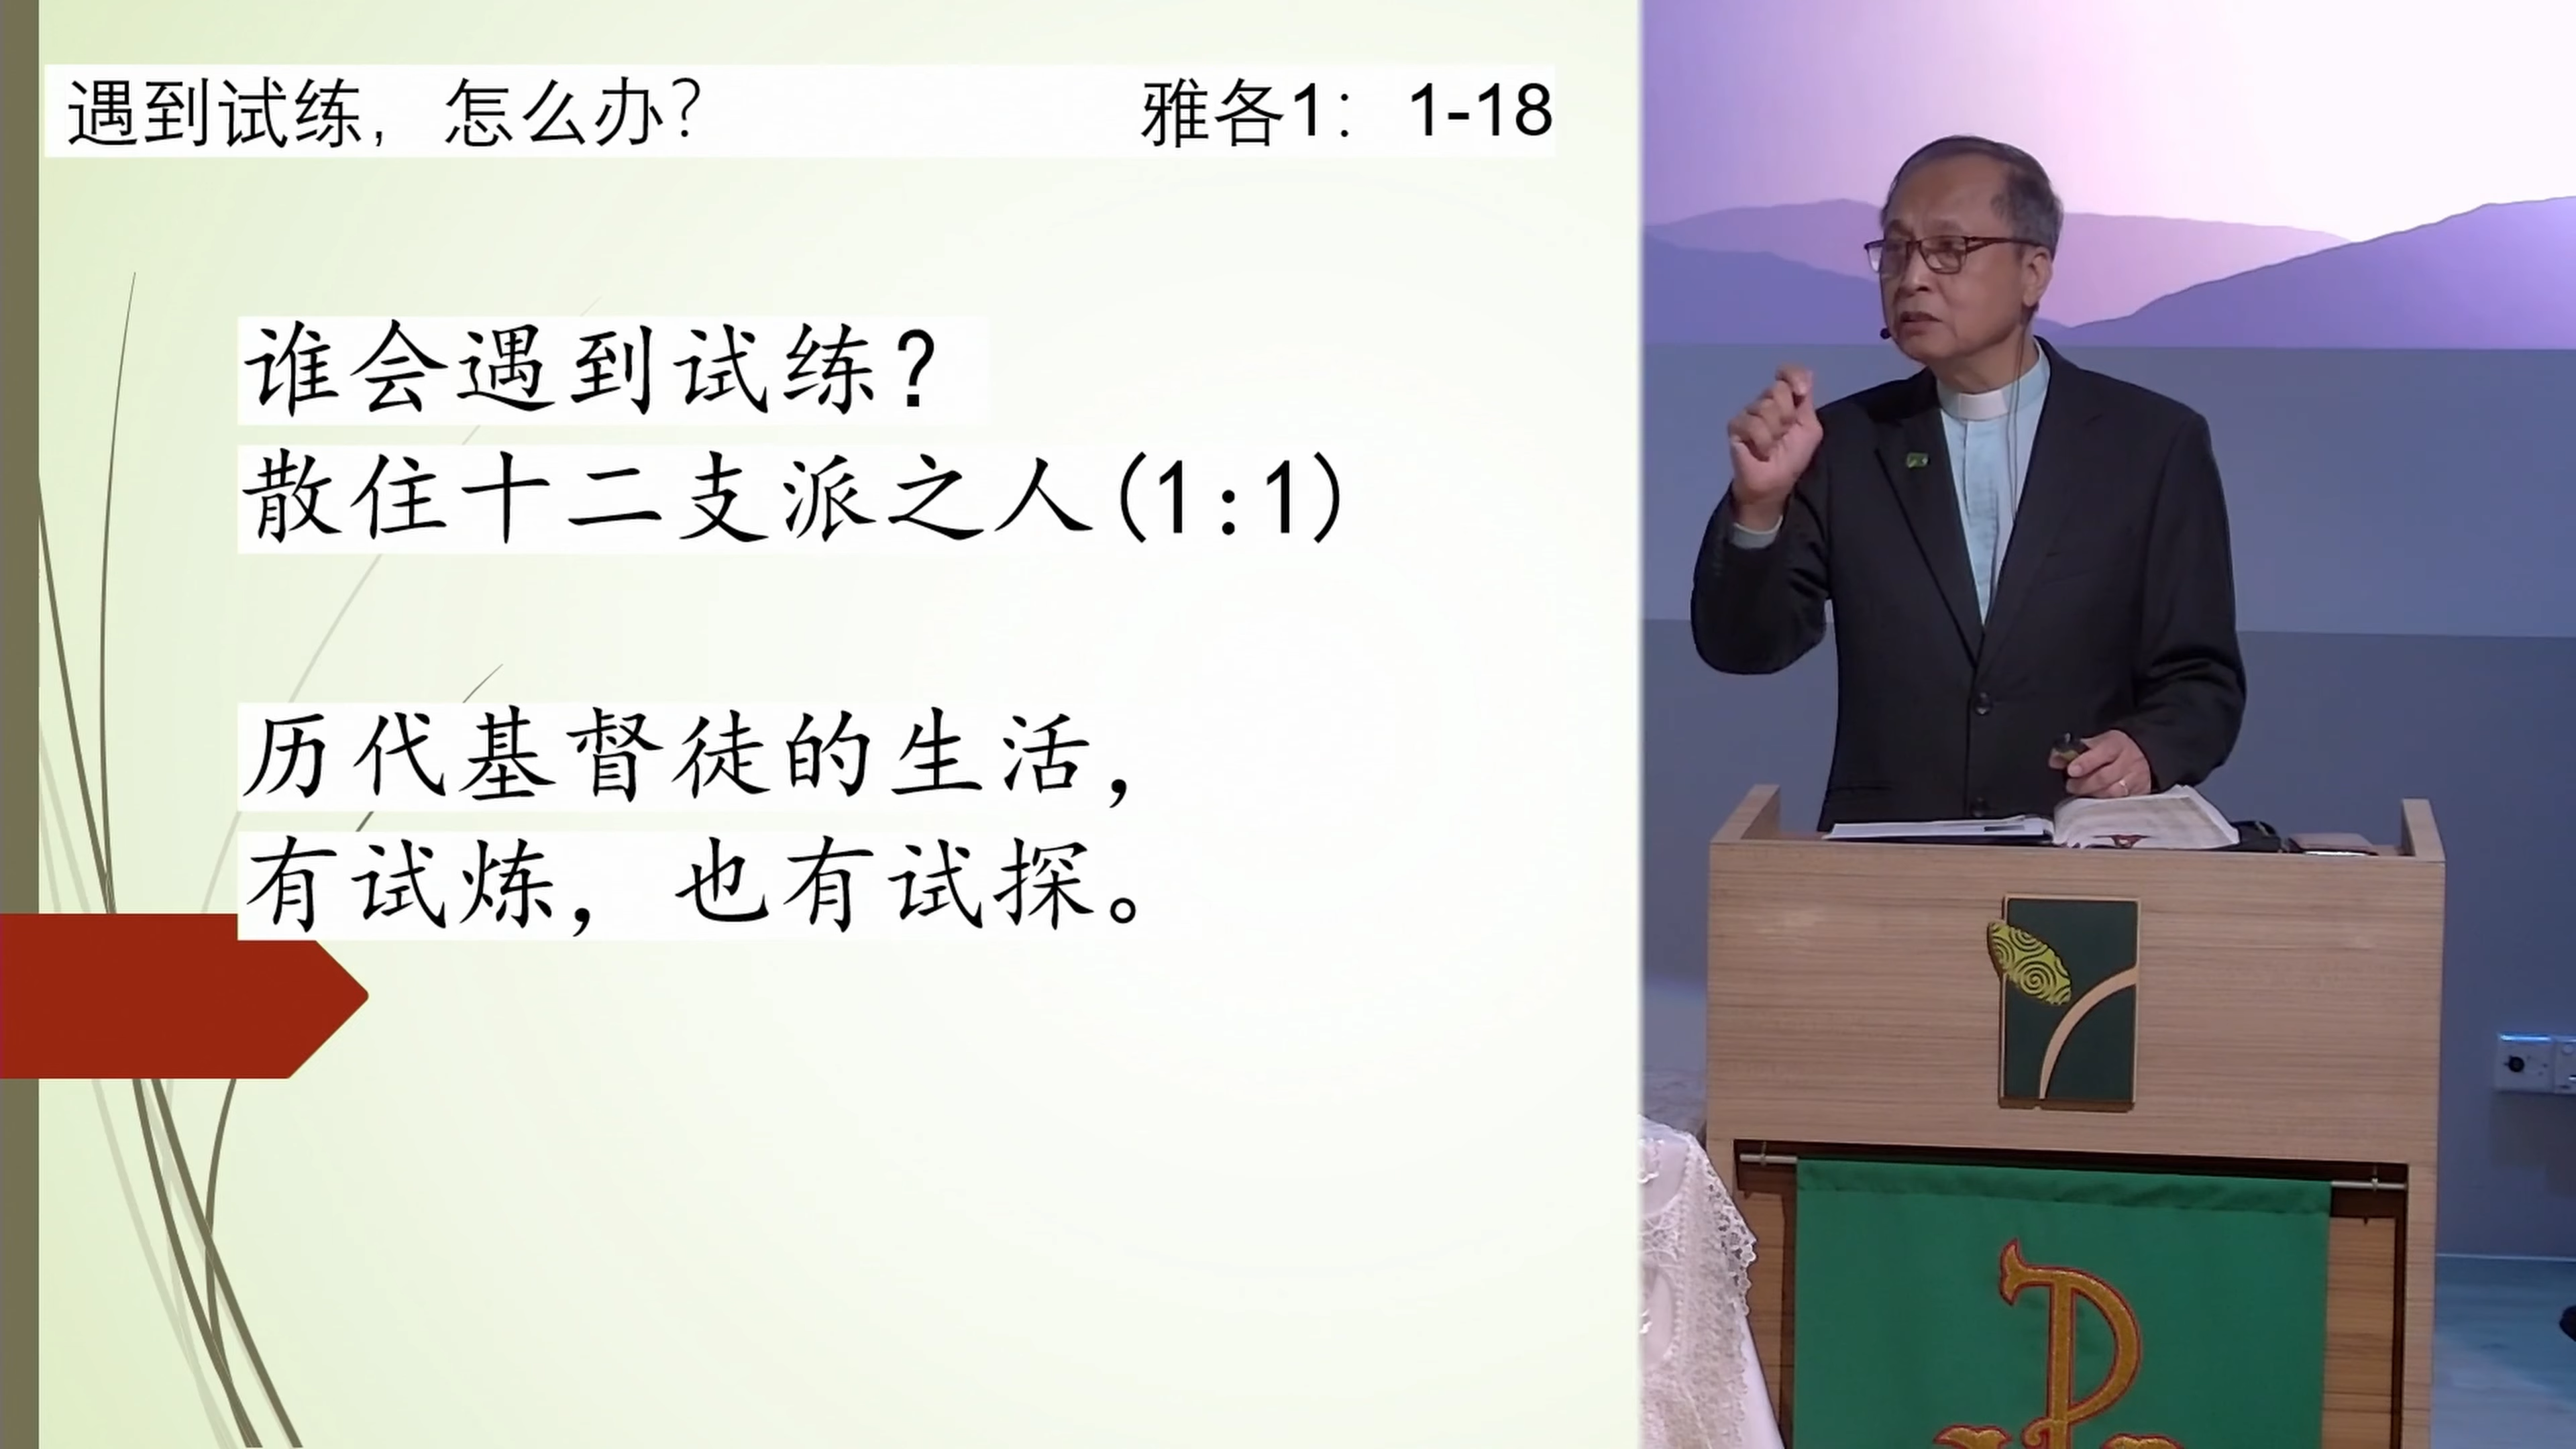 遇到试练，怎么办？ 雅各1：1-18
谁会遇到试练?
散住十二支派之人(1:1)
历代基督徒的生活，
有试炼，也有试探。